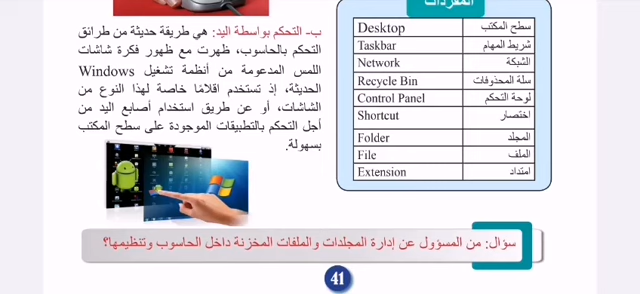 المفردات
ب- التحكم بواسطة اليد: هي طريقة حديثة من طرائق
التحكم بالحاسوب، ظهرت مع ظهور فكرة شاشات
اللمس المدعومة من أنظمة تشغيل Windows
الحديثة، إذ تستخدم اقلامًا خاصة لهذا النوع من
الشاشات، أو عن طريق استخدام أصابع اليد من
أجل التحكم بالتطبيقات الموجودة على سطح المكتب
بسهولة.
Desktop سطح المكتب
Taskbar شريط المهام
Network الشبكة
Recycle Bin سلة المحذوفات
Control Panel لوحة التحكم
Shortcut اختصار
Folder المجلد
File الملف
Extension امتداد
سؤال: من المسؤول عن إدارة المجلدات والملفات المخزنة داخل الحاسوب وتنظيمها؟
41